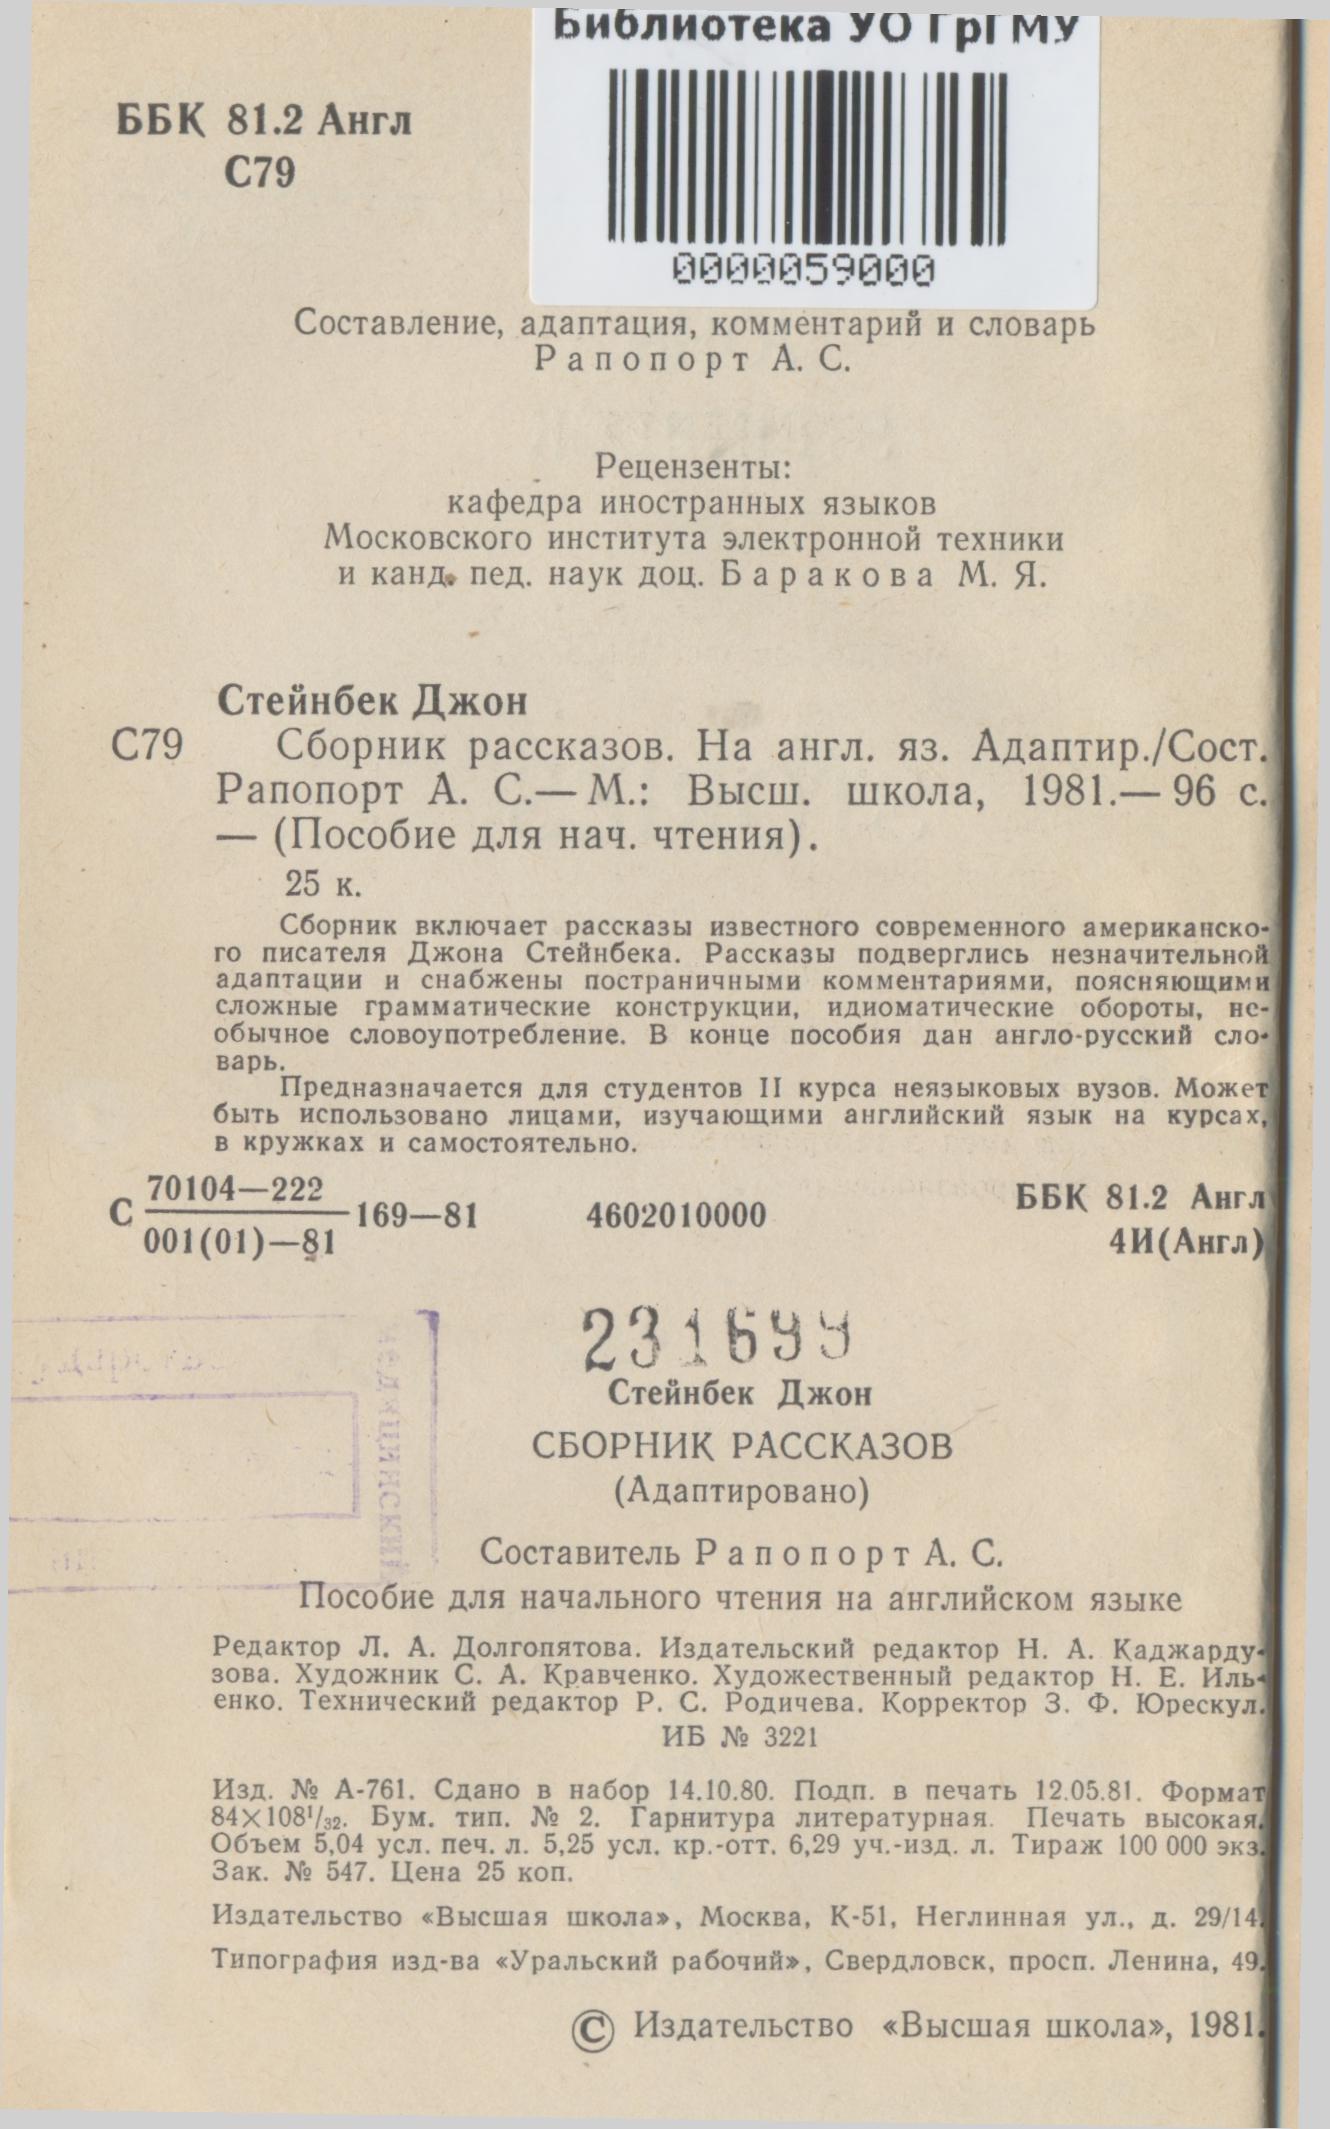 Библиотека УО ГрГМУ
0000059000
ББК 81.2 Англ
С79
Составление, адаптация, комментарий и словарь
Рапопорт А. С.
Рецензенты:
кафедра иностранных языков
Московского института электронной техники
и канд. пед. наук доц. Баракова М. Я.
Стейнбек Джон
С79 Сборник рассказов. На англ. яз. Адаптир./Сост.
Рапопорт А. С.— М.: Высш. школа, 1981.— 96 с.
— (Пособие для нач. чтения).
25 к.
Сборник включает рассказы известного современного американско-
го писателя Джона Стейнбека. Рассказы подверглись незначительной
адаптации и снабжены постраничными комментариями, поясняющими
сложные грамматические конструкции, идиоматические обороты, не-
обычное словоупотребление. В конце пособия дан англо-русский сло-
варь.
Предназначается для студентов II курса неязыковых вузов. Может
быть использовано лицами, изучающими английский язык на курсах,
в кружках и самостоятельно.
С 70104—222
001(01)—81
169—81 4602010000
ББК 81.2 Англ
4И(Англ)
231699
Стейнбек Джон
СБОРНИК РАССКАЗОВ
(Адаптировано)
Составитель Рапопорт А. С.
Пособие для начального чтения на английском языке
Редактор Л. А. Долгопятова. Издательский редактор Н. А. Каджарду-
зова. Художник С. А. Кравченко. Художественный редактор Н. Е. Иль-
енко. Технический редактор Р. С. Родичева. Корректор З. Ф. Юрескул.
ИБ № 3221
Изд. № А-761. Сдано в набор 14.10.80. Подп. в печать 12.05.81. Формат
84×108¹/₃₂. Бум. тип. № 2. Гарнитура литературная. Печать высокая.
Объем 5,04 усл. печ. л. 5,25 усл. кр.-отт. 6,29 уч.-изд. л. Тираж 100 000 экз.
Зак. № 547. Цена 25 коп.
Издательство «Высшая школа», Москва, К-51, Неглинная ул., д. 29/14.
Типография изд-ва «Уральский рабочий», Свердловск, просп. Ленина, 49.
© Издательство «Высшая школа», 1981.